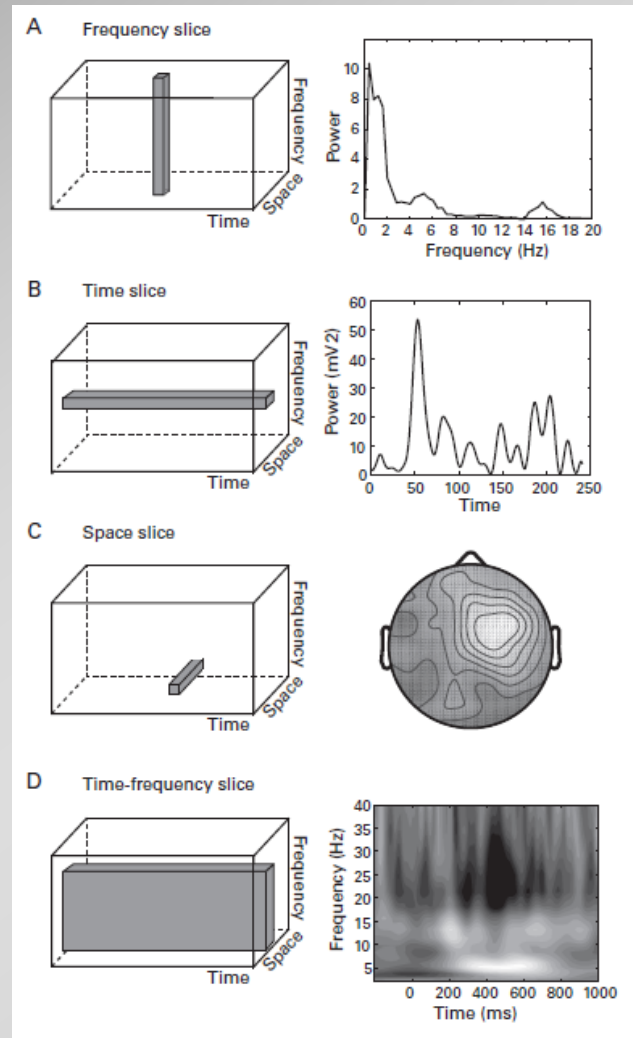 A Frequency slice
Frequency
Space
Time
Power
10
8
6
4
2
0
0 2 4 6 8 10 12 14 16 18 20
Frequency (Hz)
B Time slice
Frequency
Space
Time
Power (mV 2)
60
50
40
30
20
10
0
0 50 100 150 200 250
Time
C Space slice
Frequency
Space
Time
D Time-frequency slice
Frequency
Space
Time
Frequency (Hz)
40
35
30
25
20
15
10
5
0 200 400 600 800 1000
Time (ms)